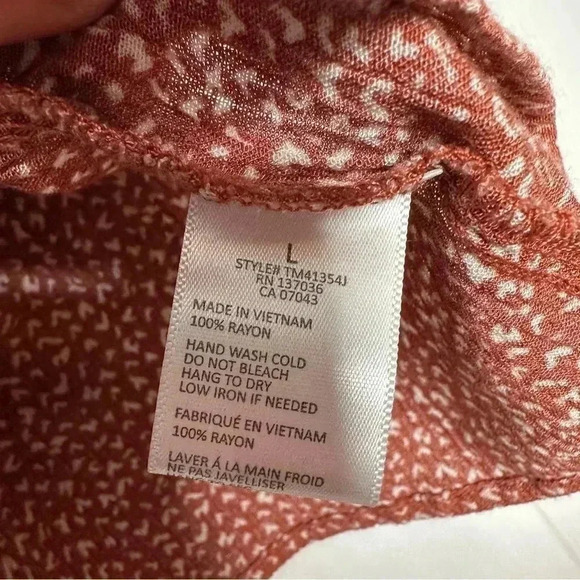 L
STYLE# TM41354J
RN 137036
CA 07043
MADE IN VIETNAM
100% RAYON
HAND WASH COLD
DO NOT BLEACH
HANG TO DRY
LOW IRON IF NEEDED
FABRIQUÉ EN VIETNAM
100% RAYON
LAVER Á LA MAIN FROID
NE PAS JAVELLISER